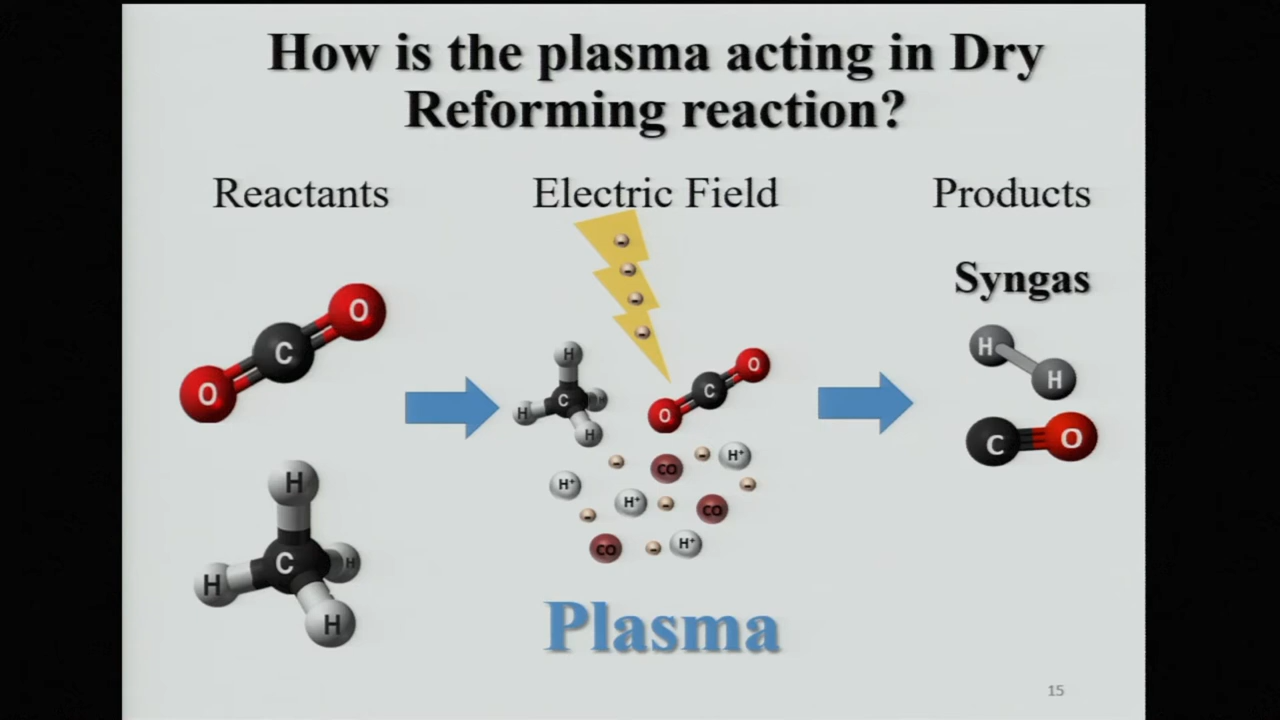 How is the plasma acting in Dry
Reforming reaction?
Reactants
Electric Field
Products
Syngas
O
C
O
H
C
H
H
H
-
-
-
-
H
C
H
H
H
O
C
O
-
CO
-
H⁺
H⁺
H⁺
-
-
CO
-
CO
-
H⁺
H
H
C
O
Plasma
15